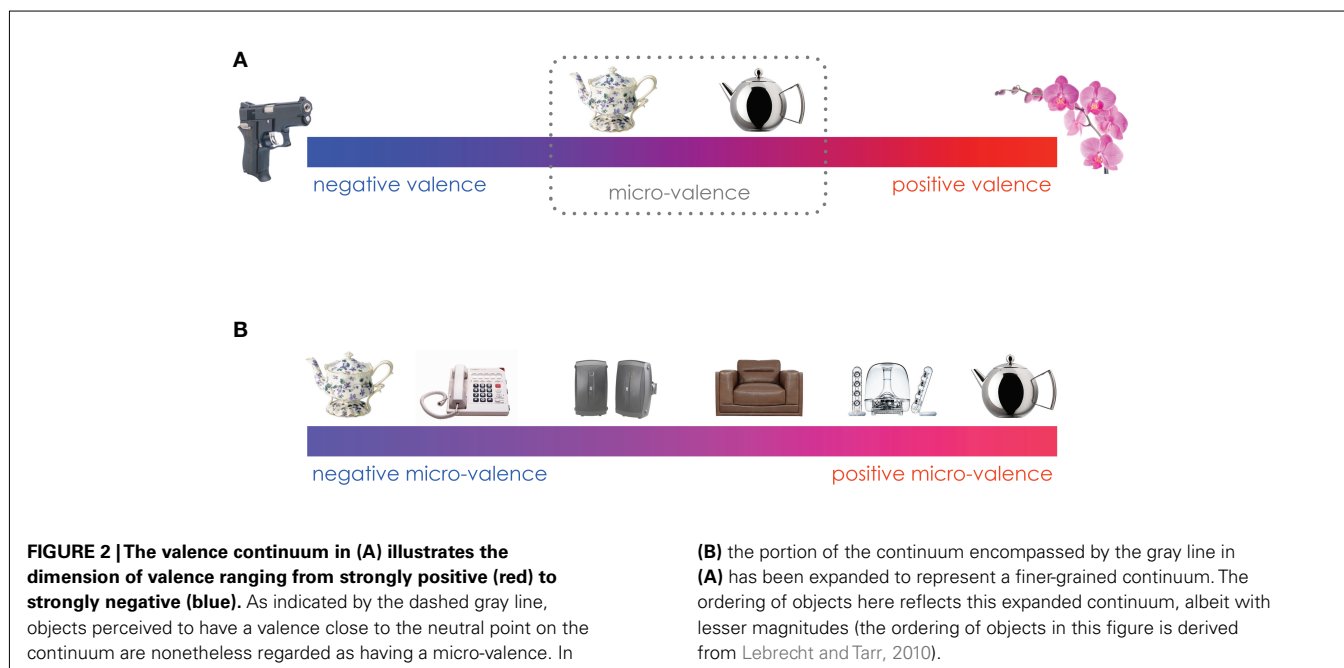 A
negative valence
micro-valence
positive valence
B
negative micro-valence
positive micro-valence
FIGURE 2 | The valence continuum in (A) illustrates the
dimension of valence ranging from strongly positive (red) to
strongly negative (blue). As indicated by the dashed gray line,
objects perceived to have a valence close to the neutral point on the
continuum are nonetheless regarded as having a micro-valence. In
(B) the portion of the continuum encompassed by the gray line in
(A) has been expanded to represent a finer-grained continuum. The
ordering of objects here reflects this expanded continuum, albeit with
lesser magnitudes (the ordering of objects in this figure is derived
from Lebrecht and Tarr, 2010).